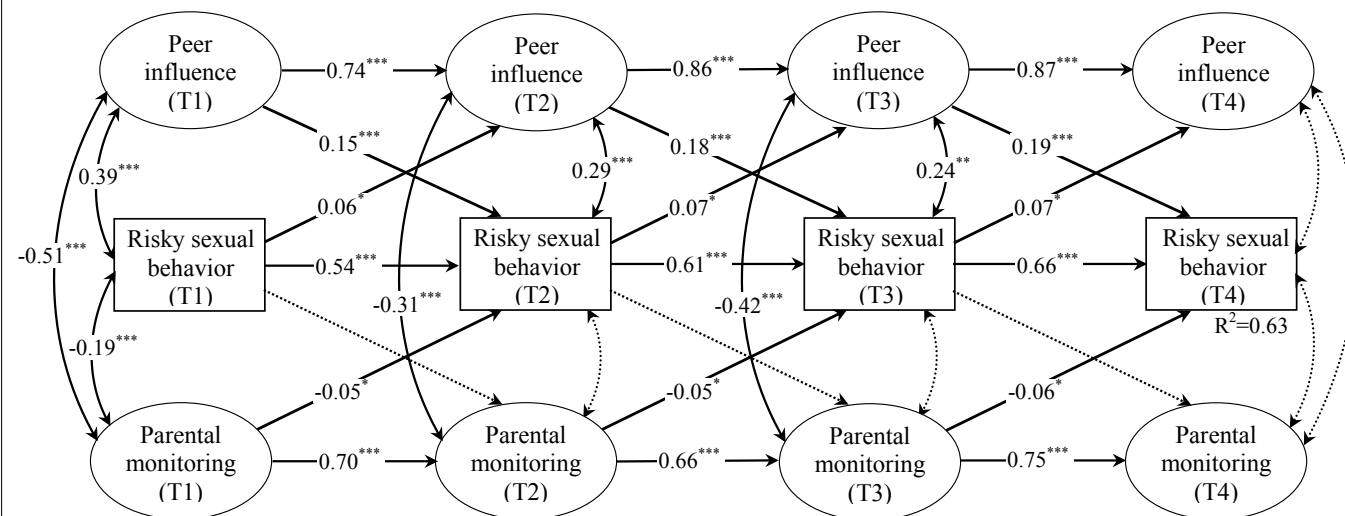 Peer
influence
(T1)
Peer
influence
(T2)
Peer
influence
(T3)
Peer
influence
(T4)
0.74***
0.86***
0.87***
0.15***
0.18***
0.19***
0.39***
0.29***
0.24**
0.06*
0.07*
0.07*
-0.51***
Risky sexual
behavior
(T1)
Risky sexual
behavior
(T2)
Risky sexual
behavior
(T3)
Risky sexual
behavior
(T4)
0.54***
0.61***
0.66***
-0.31***
-0.42***
R²=0.63
-0.19***
-0.05*
-0.05*
-0.06*
Parental
monitoring
(T1)
Parental
monitoring
(T2)
Parental
monitoring
(T3)
Parental
monitoring
(T4)
0.70***
0.66***
0.75***